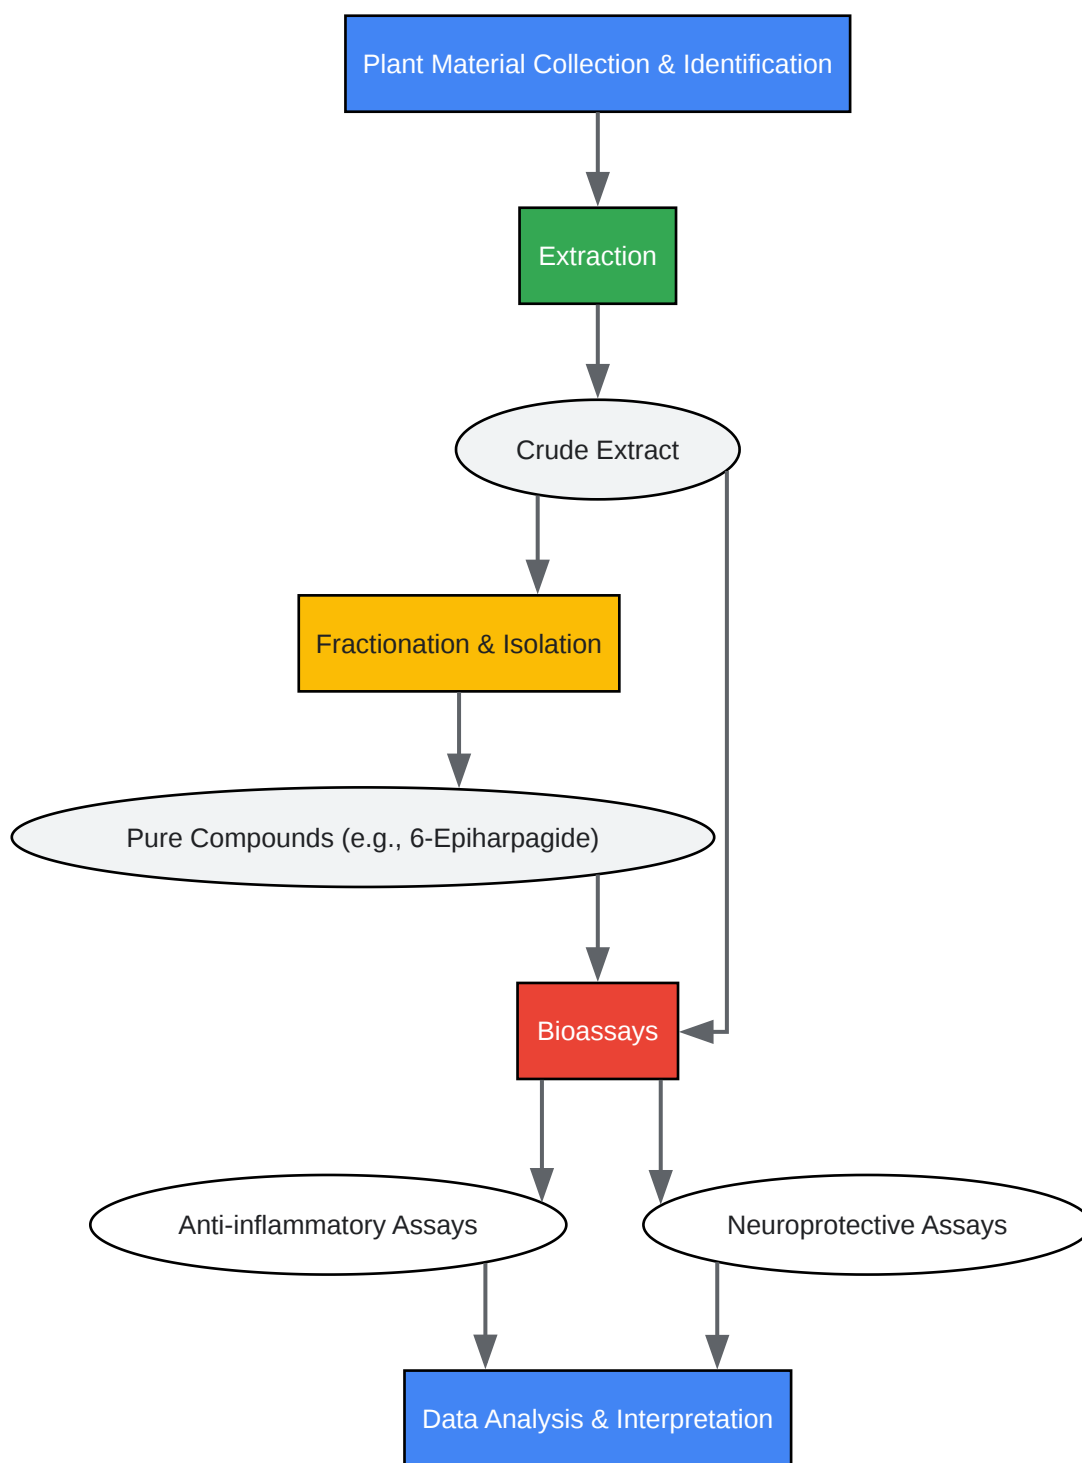 Plant Material Collection & Identification
Extraction
Crude Extract
Fractionation & Isolation
Pure Compounds (e.g., 6-Epiharpagide)
Bioassays
Anti-inflammatory Assays
Neuroprotective Assays
Data Analysis & Interpretation